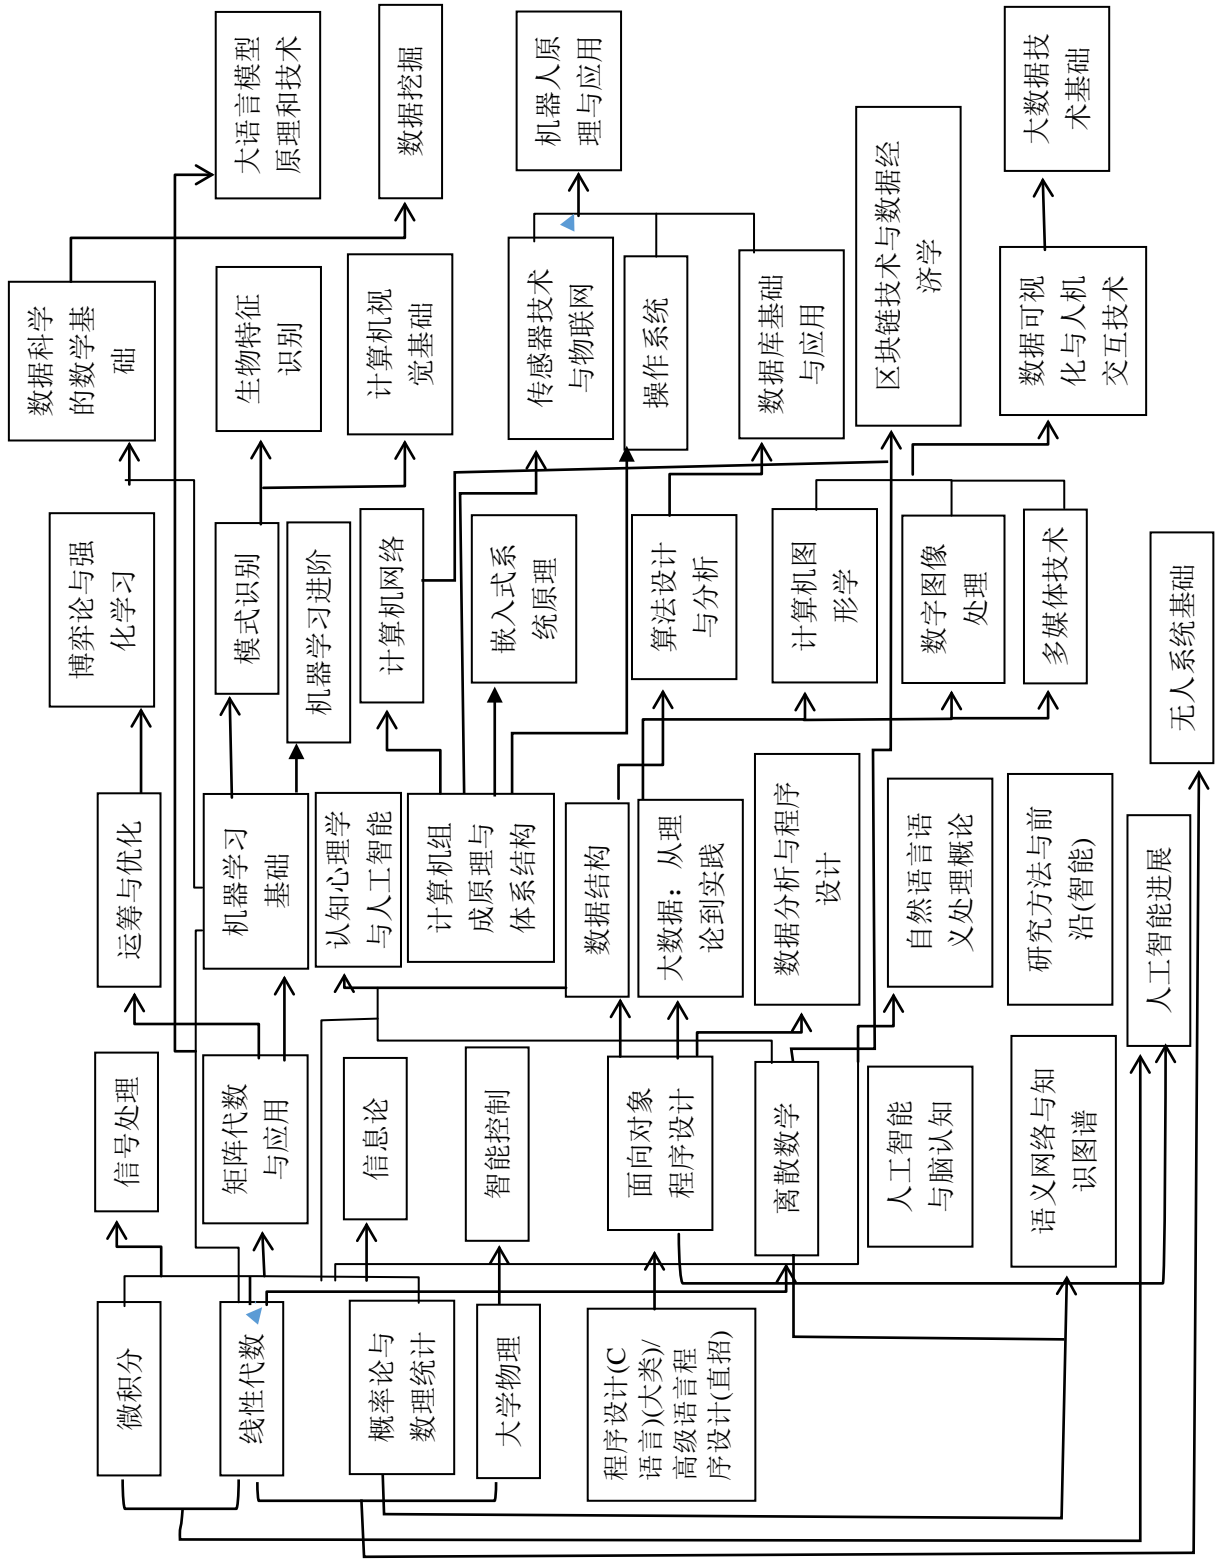 微积分
线性代数
概率论与
数理统计
大学物理
程序设计(C
语言)(大类)/
高级语言程
序设计(直招)
信号处理
矩阵代数
与应用
信息论
智能控制
面向对象
程序设计
离散数学
人工智能
与脑认知
语义网络与知
识图谱
运筹与优化
机器学习
基础
认知心理学
与人工智能
计算机组
成原理与
体系结构
数据结构
大数据：从理
论到实践
数据分析与程序
设计
自然语言语
义处理概论
研究方法与前
沿(智能)
人工智能进展
博弈论与强
化学习
模式识别
机器学习进阶
计算机网络
嵌入式系
统原理
算法设计
与分析
计算机图
形学
数字图像
处理
多媒体技术
无人系统基础
数据科学
的数学基
础
生物特征
识别
计算机视
觉基础
传感器技术
与物联网
操作系统
数据库基础
与应用
区块链技术与数据经
济学
数据可视
化与人机
交互技术
大语言模型
原理和技术
数据挖掘
机器人原
理与应用
大数据技
术基础